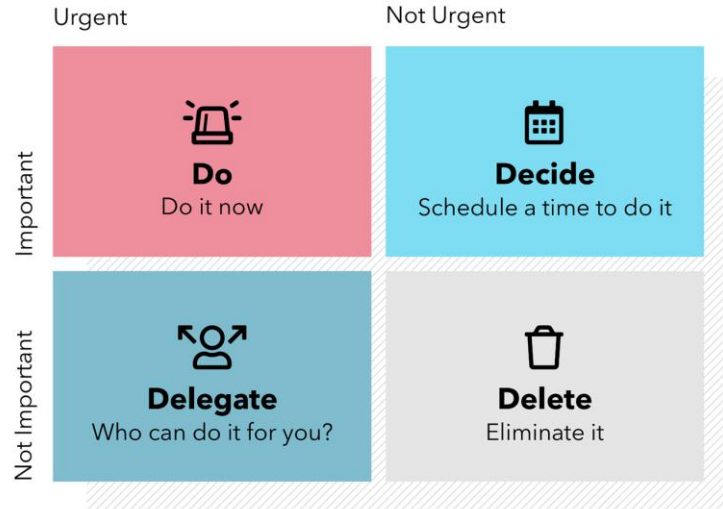 Urgent
Not Urgent
Important
Do
Do it now
Decide
Schedule a time to do it
Not Important
Delegate
Who can do it for you?
Delete
Eliminate it